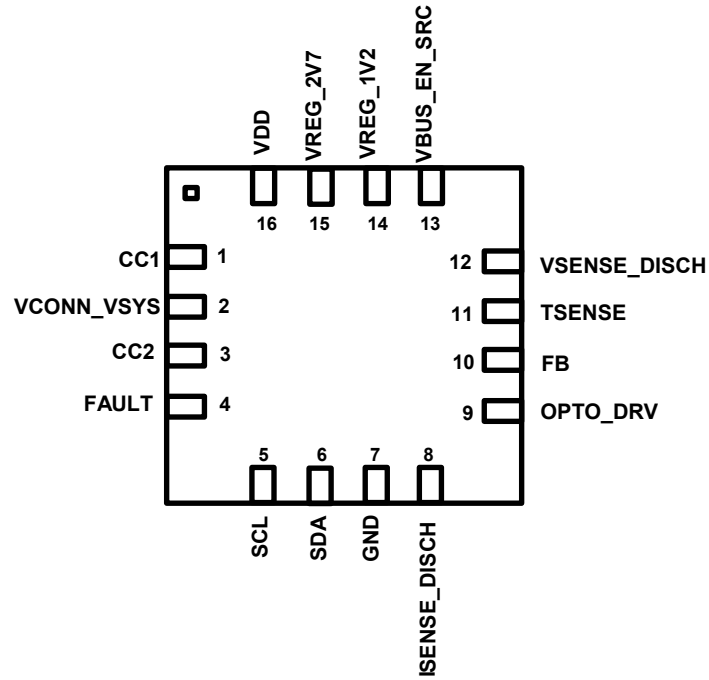 VDD
VREG_2V7
VREG_1V2
VBUS_EN_SRC
16
15
14
13
CC1
1
VCONN_VSYS
2
CC2
3
FAULT
4
12
VSENSE_DISCH
11
TSENSE
10
FB
9
OPTO_DRV
5
6
7
8
SCL
SDA
GND
ISENSE_DISCH